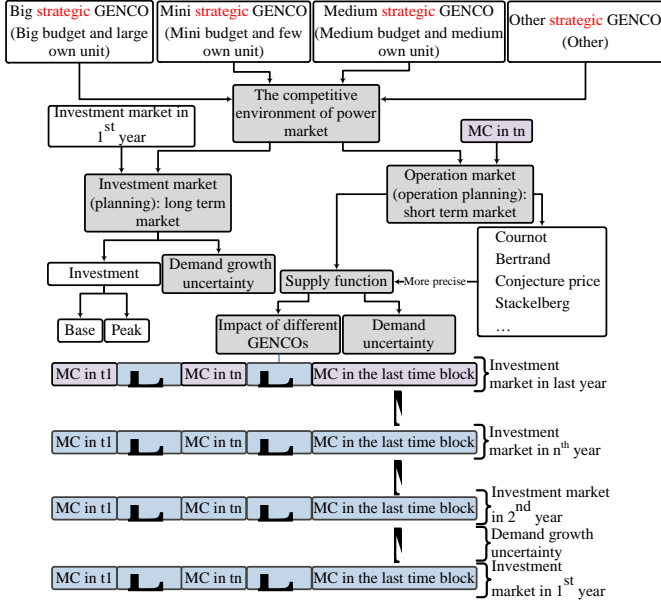 Big strategic GENCO
(Big budget and large
own unit)
Mini strategic GENCO
(Mini budget and few
own unit)
Medium strategic GENCO
(Medium budget and medium
own unit)
Other strategic GENCO
(Other)
The competitive
environment of power
market
Investment market in
1st year
MC in tn
Investment market
(planning): long term
market
Operation market
(operation planning):
short term market
Investment
Demand growth
uncertainty
Supply function
More precise
Cournot
Bertrand
Conjecture price
Stackelberg
…
Base
Peak
Impact of different
GENCOs
Demand
uncertainty
MC in t1
MC in tn
MC in the last time block
Investment
market in last year
MC in t1
MC in tn
MC in the last time block
Investment
market in nth year
MC in t1
MC in tn
MC in the last time block
Investment market
in 2nd year
Demand growth
uncertainty
MC in t1
MC in tn
MC in the last time block
Investment
market in 1st year